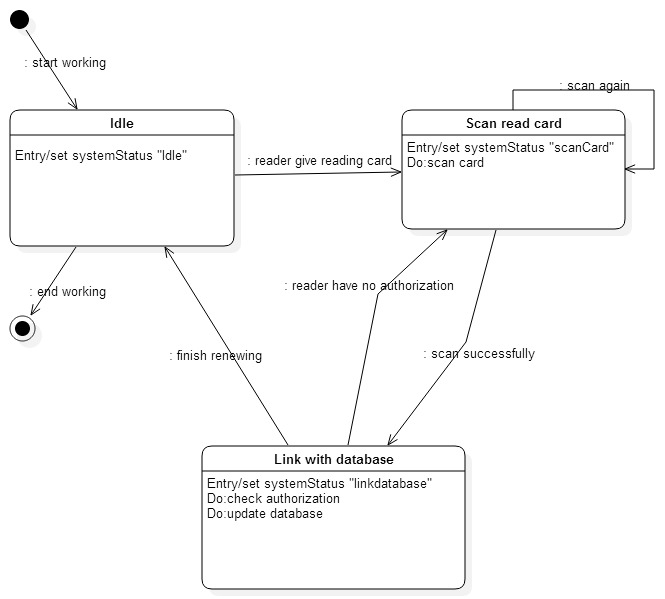 : start working
: scan again
Idle
Entry/set systemStatus "Idle"
: reader give reading card
Scan read card
Entry/set systemStatus "scanCard"
Do:scan card
: end working
: reader have no authorization
: finish renewing
: scan successfully
Link with database
Entry/set systemStatus "linkdatabase"
Do:check authorization
Do:update database